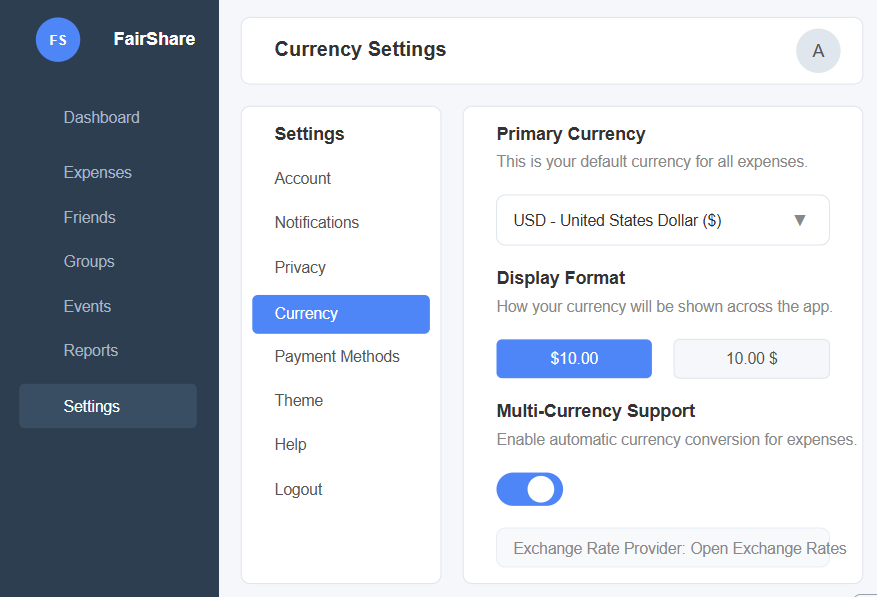 FS
FairShare
Dashboard
Expenses
Friends
Groups
Events
Reports
Settings
Currency Settings
A
Settings
Account
Notifications
Privacy
Currency
Payment Methods
Theme
Help
Logout
Primary Currency
This is your default currency for all expenses.
USD - United States Dollar ($)
Display Format
How your currency will be shown across the app.
$10.00
10.00 $
Multi-Currency Support
Enable automatic currency conversion for expenses.
Exchange Rate Provider: Open Exchange Rates